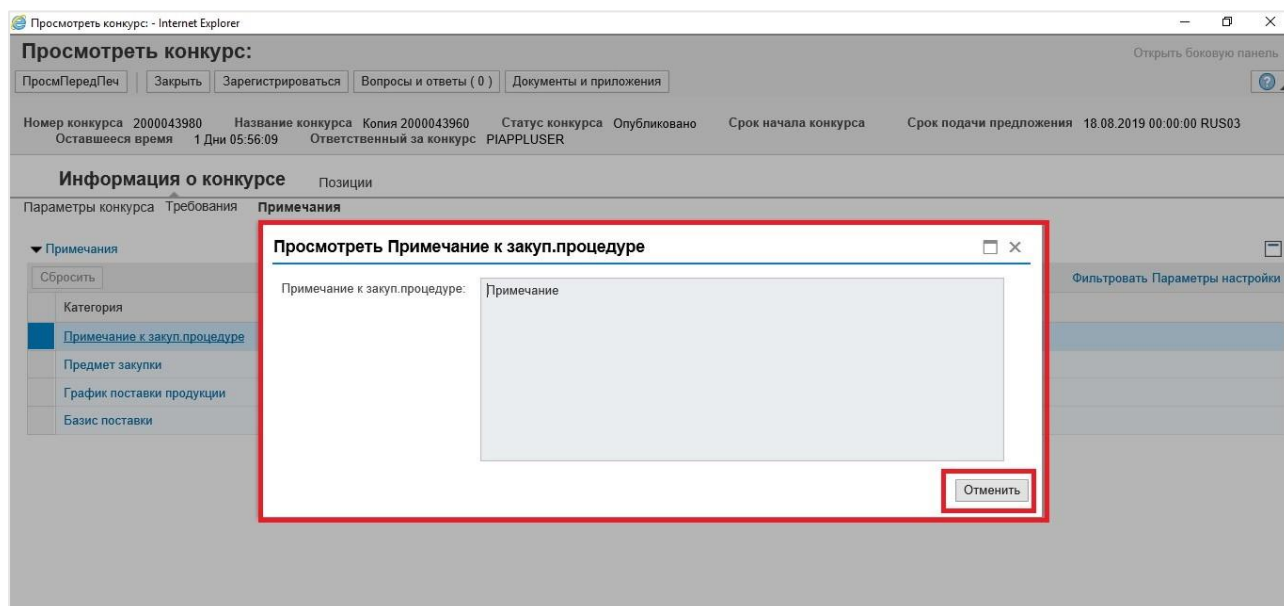 Просмотреть конкурс: - Internet Explorer
Просмотреть конкурс:
Открыть боковую панель
ПросмПередПеч Закрыть Зарегистрироваться Вопросы и ответы ( 0 ) Документы и приложения
Номер конкурса 2000043980 Название конкурса Копия 2000043960 Статус конкурса Опубликовано Срок начала конкурса Срок подачи предложения 18.08.2019 00:00:00 RUS03
Оставшееся время 1 Дни 05:56:09 Ответственный за конкурс PIAPPLUSER
Информация о конкурсе Позиции
Параметры конкурса Требования Примечания
Примечания
Сбросить
Фильтровать Параметры настройки
Категория
Примечание к закуп.процедуре
Предмет закупки
График поставки продукции
Базис поставки
Просмотреть Примечание к закуп.процедуре
Примечание к закуп.процедуре: Примечание
Отменить